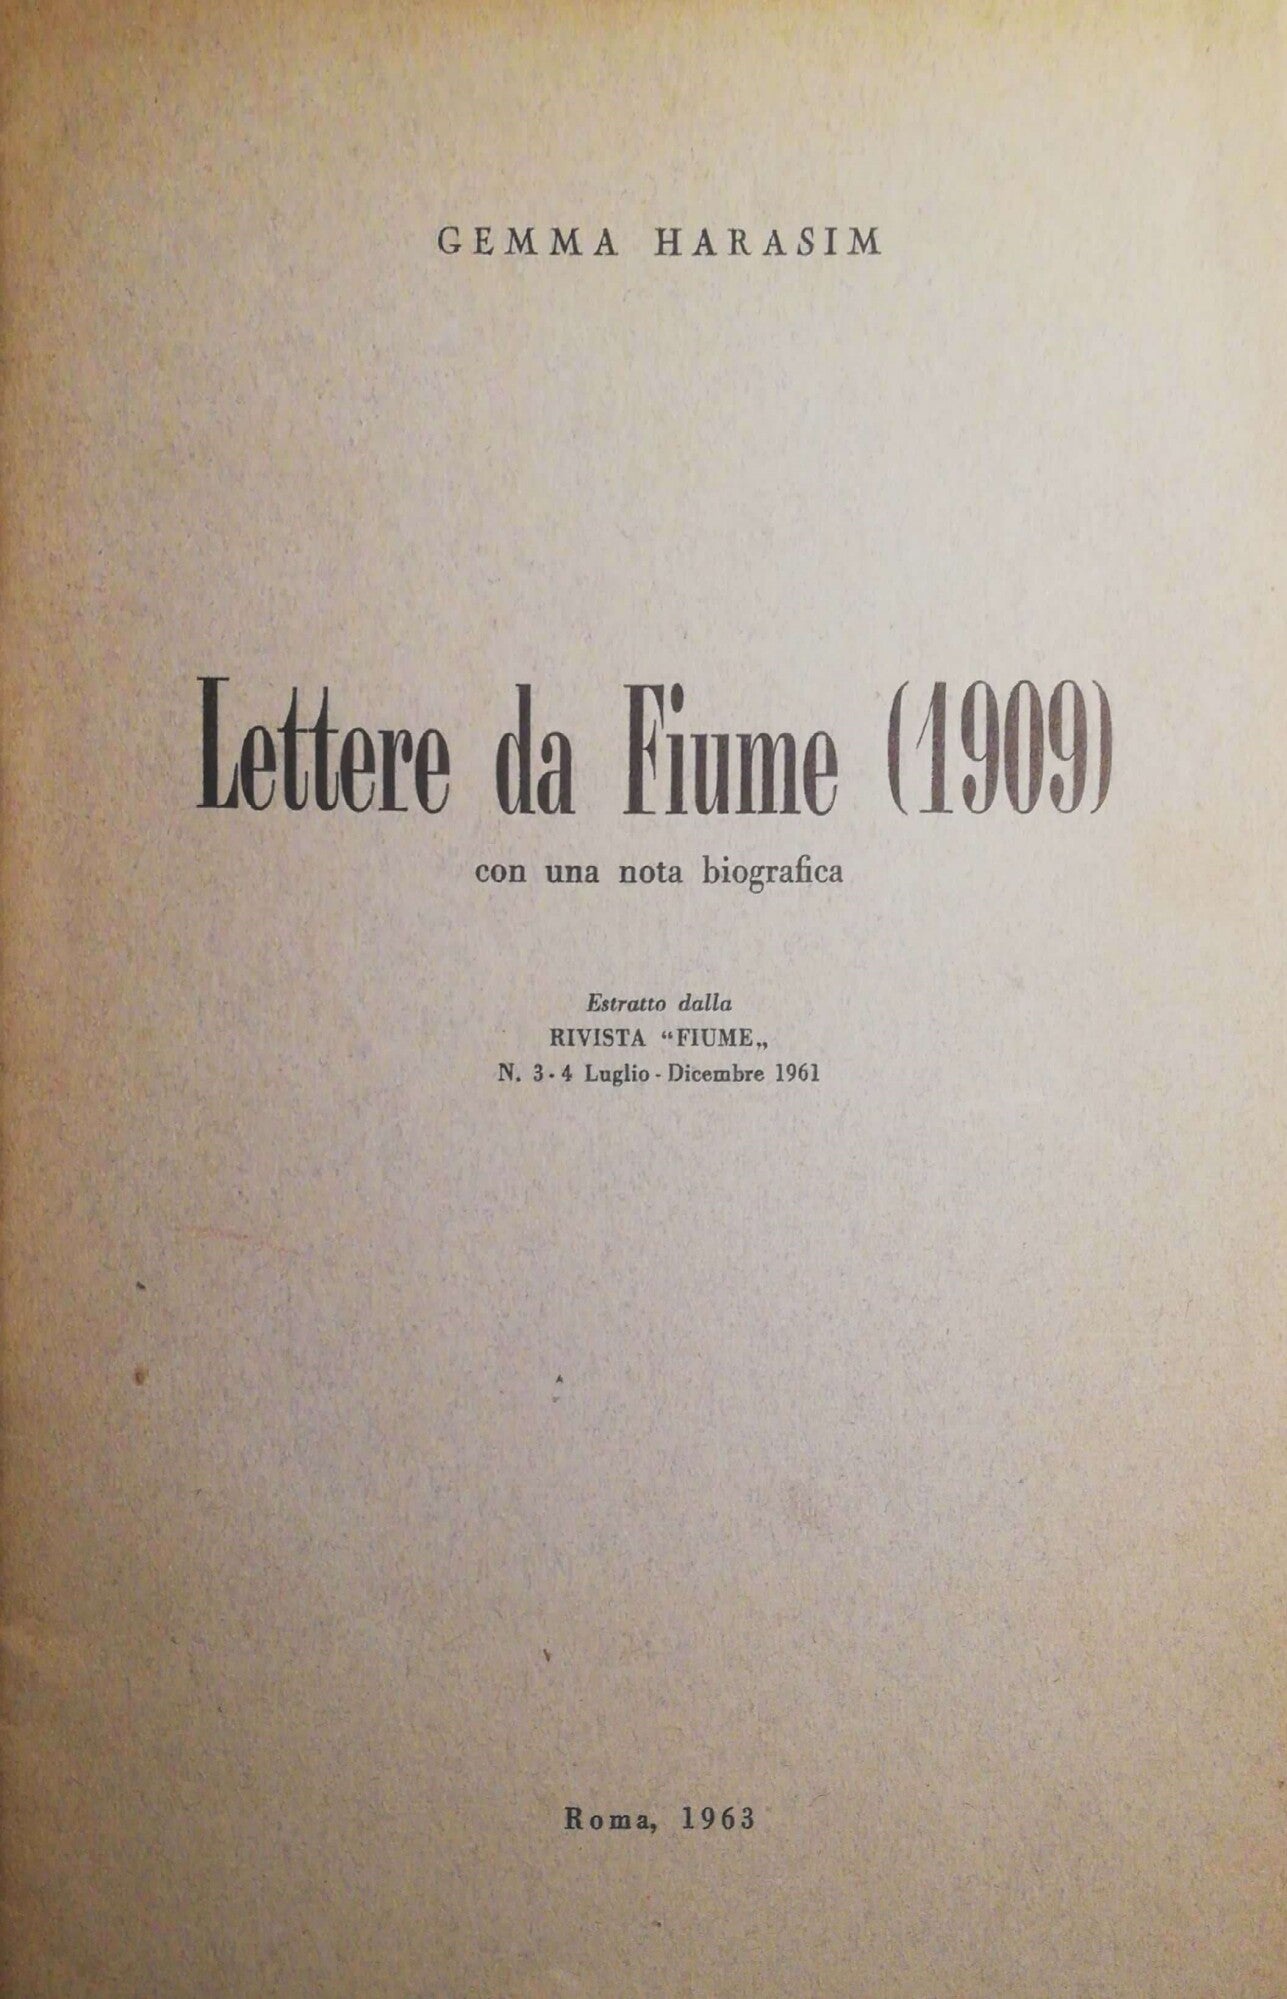 GEMMA HARASIM
Lettere da Fiume (1909)
con una nota biografica
Estratto dalla
RIVISTA “FIUME„
N. 3-4 Luglio - Dicembre 1961
Roma, 1963